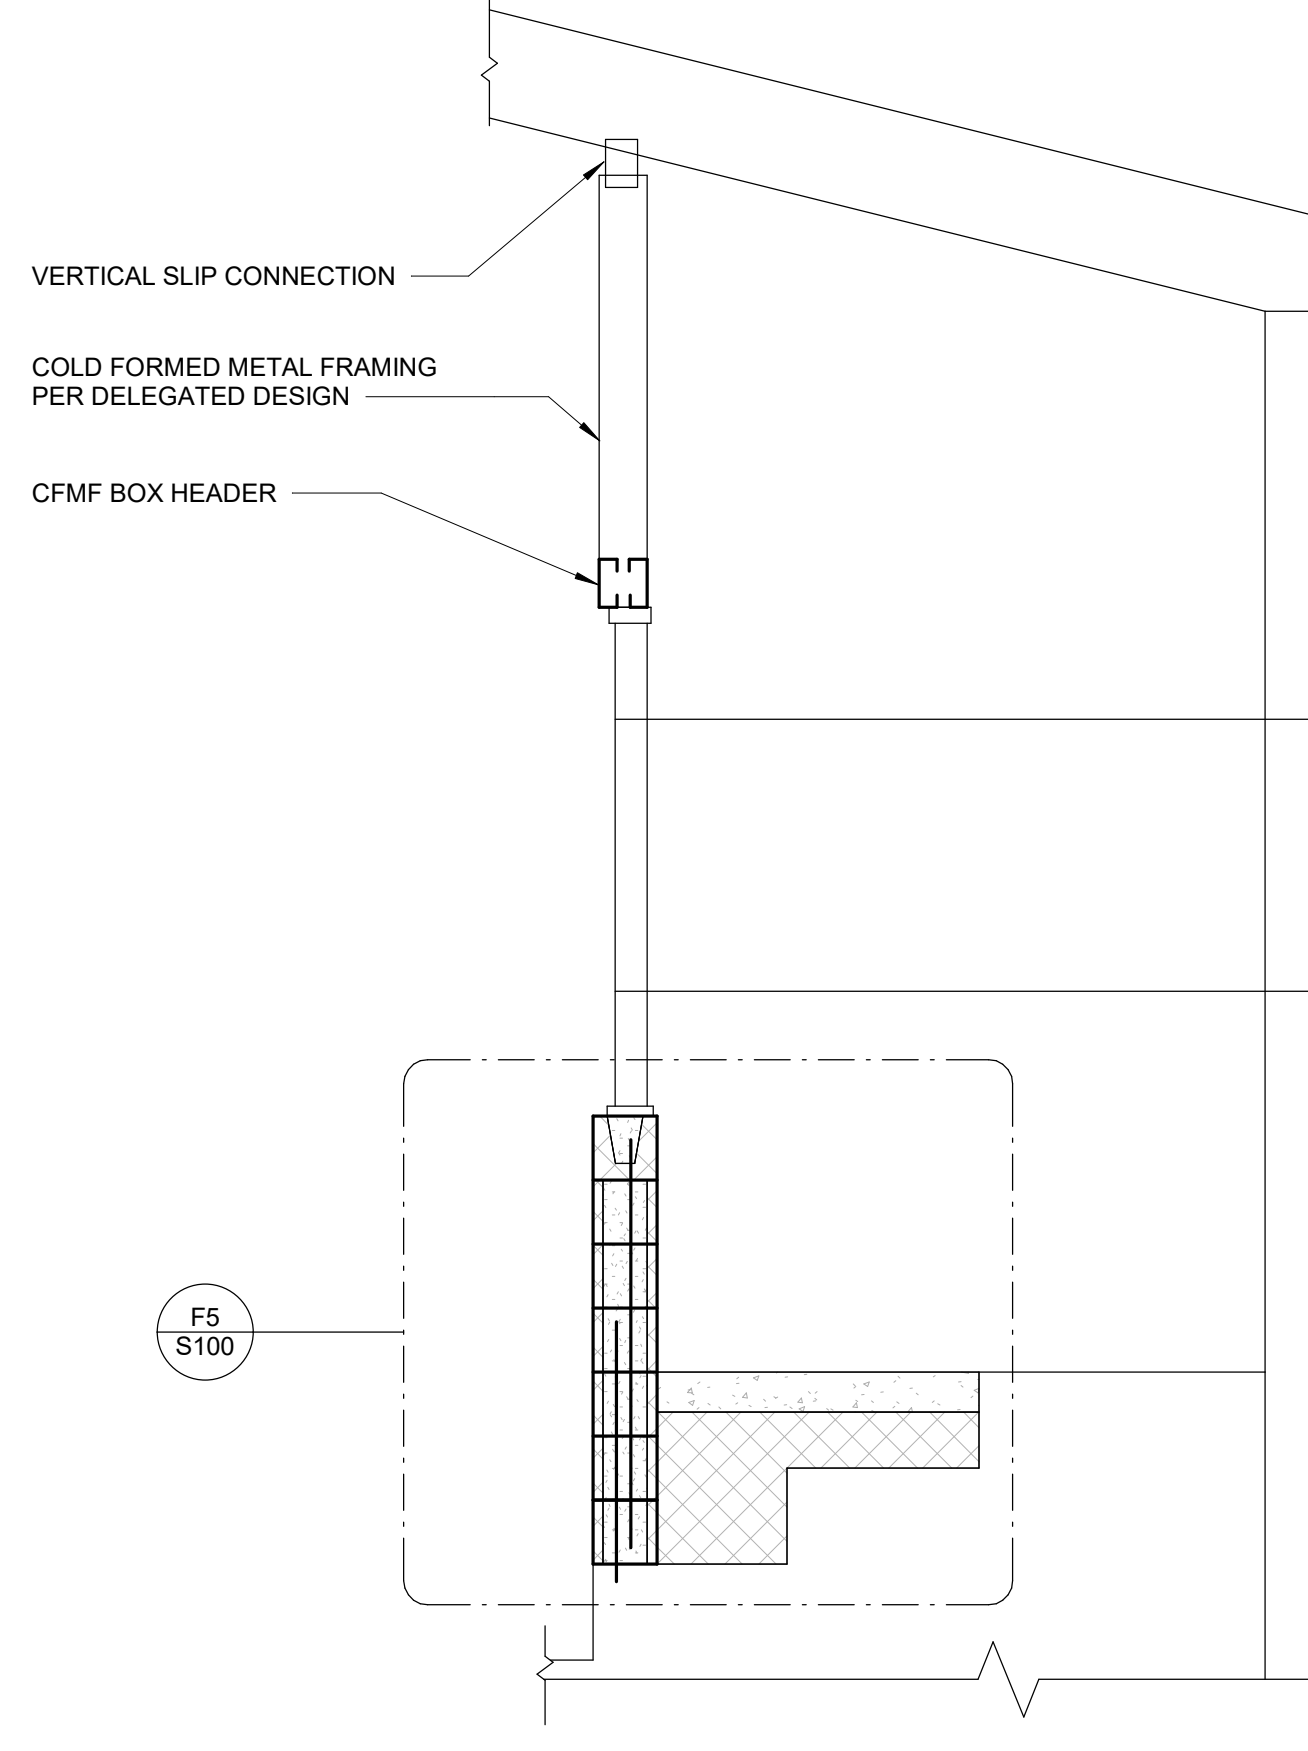 VERTICAL SLIP CONNECTION
COLD FORMED METAL FRAMING
PER DELEGATED DESIGN
CFMF BOX HEADER
F5
S100